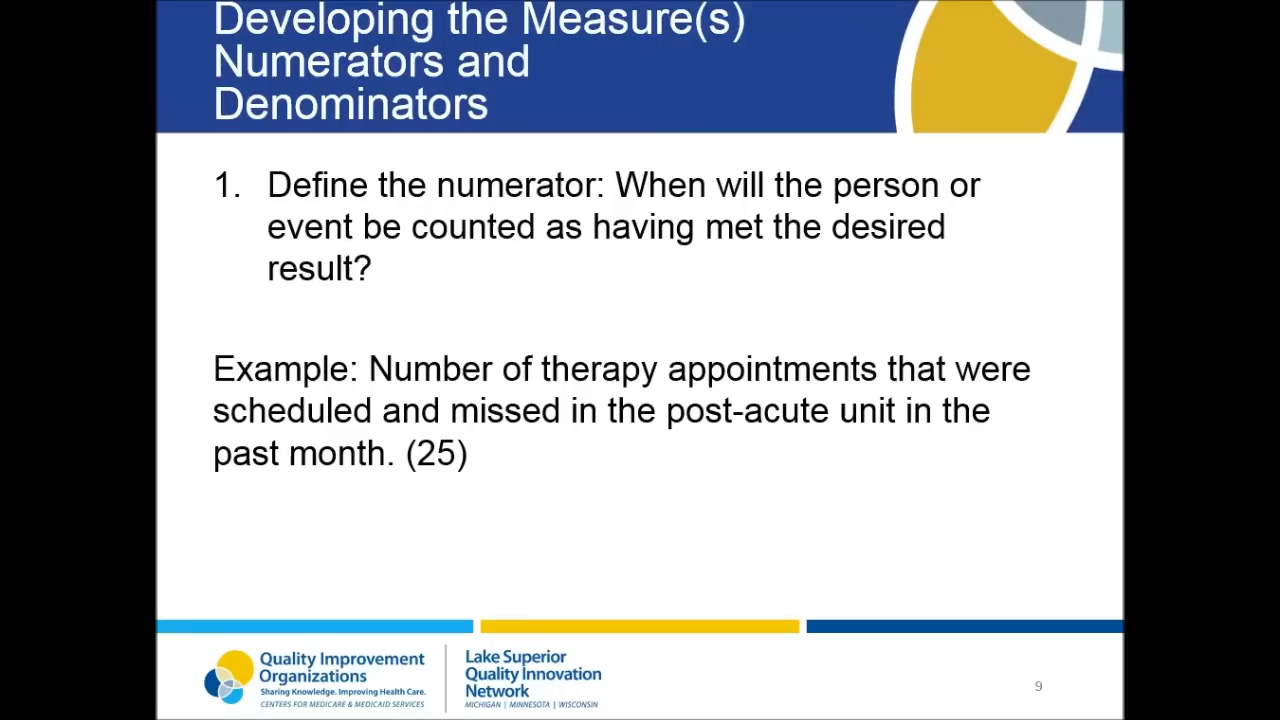 Developing the Measure(s)
Numerators and
Denominators
1. Define the numerator: When will the person or
event be counted as having met the desired
result?
Example: Number of therapy appointments that were
scheduled and missed in the post-acute unit in the
past month. (25)
Quality Improvement
Organizations
Sharing Knowledge. Improving Health Care.
CENTERS FOR MEDICARE & MEDICAID SERVICES
Lake Superior
Quality Innovation
Network
MICHIGAN | MINNESOTA | WISCONSIN
9